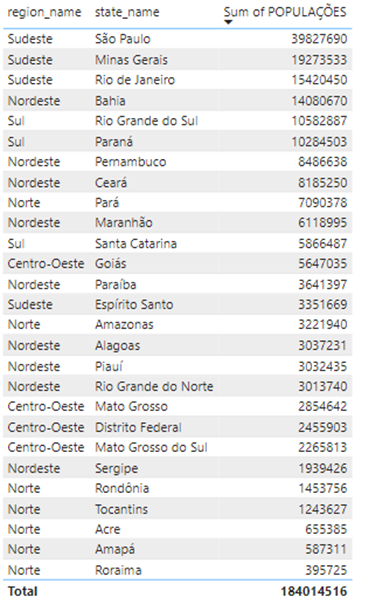 region_name state_name Sum of POPULAÇÕES
Sudeste São Paulo 39827690
Sudeste Minas Gerais 19273533
Sudeste Rio de Janeiro 15420450
Nordeste Bahia 14080670
Sul Rio Grande do Sul 10582887
Sul Paraná 10284503
Nordeste Pernambuco 8486638
Nordeste Ceará 8185250
Norte Pará 7090378
Nordeste Maranhão 6118995
Sul Santa Catarina 5866487
Centro-Oeste Goiás 5647035
Nordeste Paraíba 3641397
Sudeste Espírito Santo 3351669
Norte Amazonas 3221940
Nordeste Alagoas 3037231
Nordeste Piauí 3032435
Nordeste Rio Grande do Norte 3013740
Centro-Oeste Mato Grosso 2854642
Centro-Oeste Distrito Federal 2455903
Centro-Oeste Mato Grosso do Sul 2265813
Nordeste Sergipe 1939426
Norte Rondônia 1453756
Norte Tocantins 1243627
Norte Acre 655385
Norte Amapá 587311
Norte Roraima 395725
Total 184014516